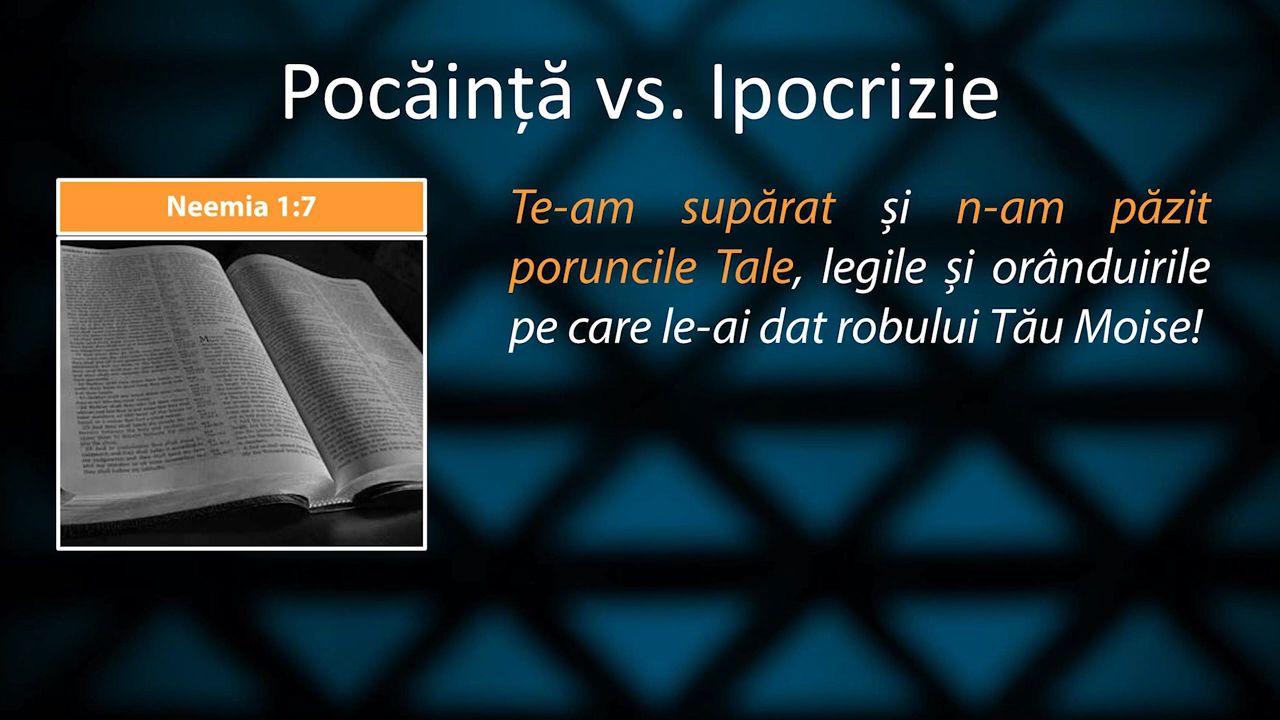 Pocăință vs. Ipocrizie
Neemia 1:7
Te-am supărat și n-am păzit
poruncile Tale, legile și orânduirile
pe care le-ai dat robului Tău Moise!